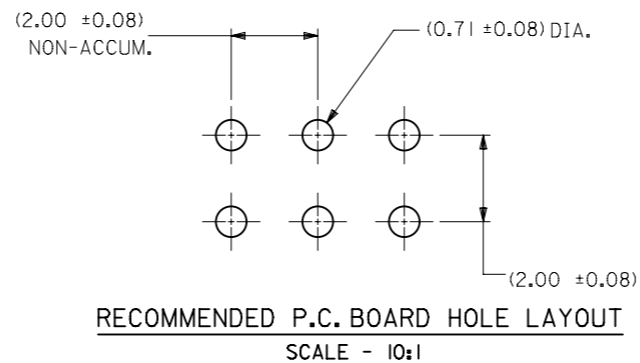 (2.00 ±0.08)
NON-ACCUM.
(0.71 ±0.08) DIA.
(2.00 ±0.08)
RECOMMENDED P.C. BOARD HOLE LAYOUT
SCALE - 10:1